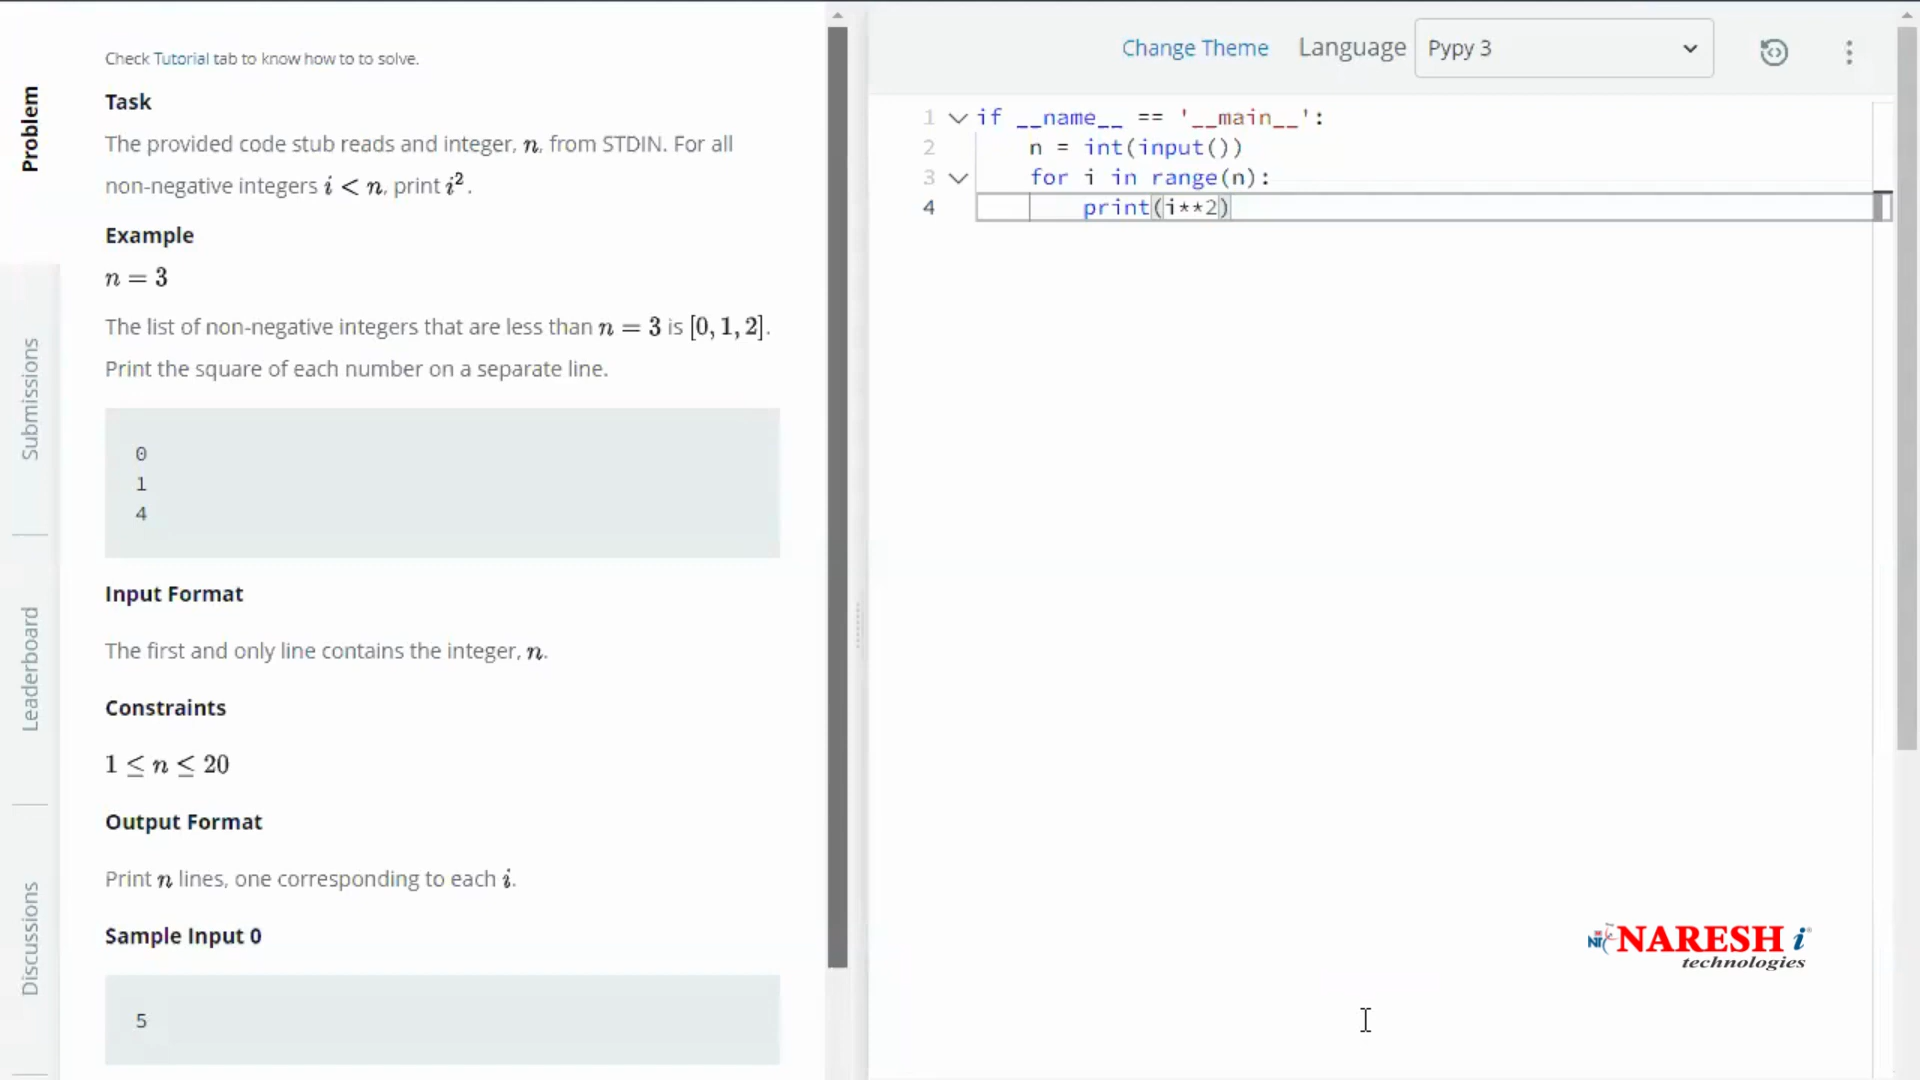 Problem
Submissions
Leaderboard
Discussions
Check Tutorial tab to know how to to solve.
Task
The provided code stub reads and integer, n, from STDIN. For all
non-negative integers i < n, print i².
Example
n = 3
The list of non-negative integers that are less than n = 3 is [0, 1, 2].
Print the square of each number on a separate line.
0
1
4
Input Format
The first and only line contains the integer, n.
Constraints
1 ≤ n ≤ 20
Output Format
Print n lines, one corresponding to each i.
Sample Input 0
5
Change Theme Language Pypy 3
1 if __name__ == '__main__':
2     n = int(input())
3     for i in range(n):
4         print(i**2)
NiT NARESH i
technologies